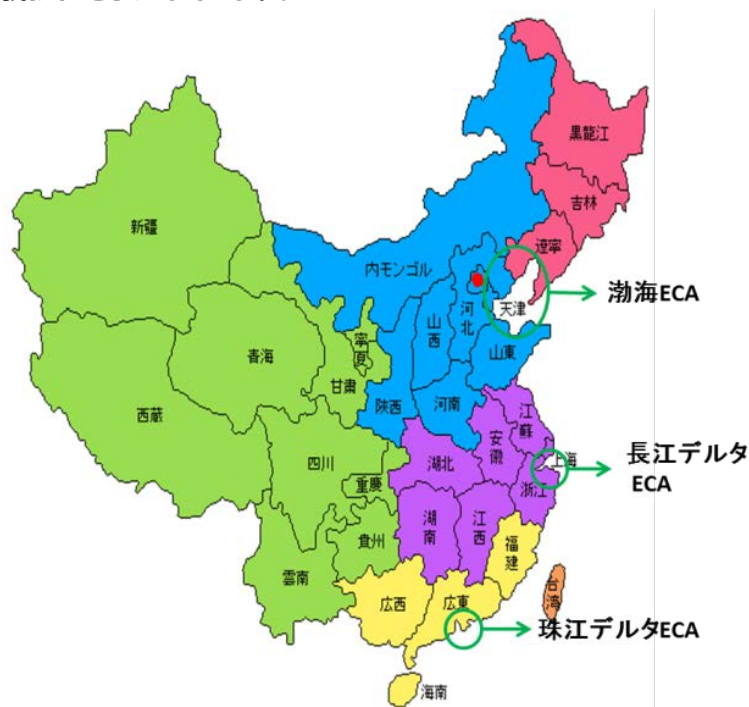 黒龍江
吉林
新疆
遼寧
内モンゴル
天津
渤海ECA
河北
山西
寧夏
山東
青海
甘粛
西蔵
陝西
河南
江蘇
安徽
上海
長江デルタ
ECA
四川
湖北
重慶
浙江
湖南
江西
貴州
福建
雲南
広西
広東
台湾
珠江デルタECA
海南